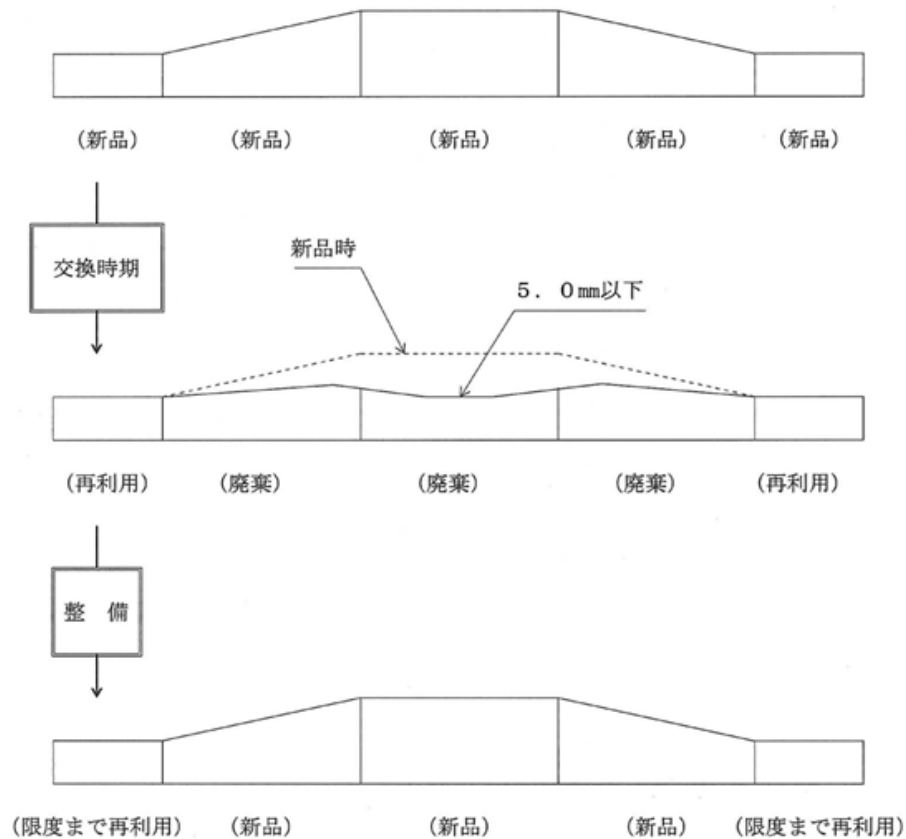 (新品) (新品) (新品) (新品) (新品)
交換時期
新品時
5．0㎜以下
(再利用) (廃棄) (廃棄) (廃棄) (再利用)
整 備
(限度まで再利用) (新品) (新品) (新品) (限度まで再利用)